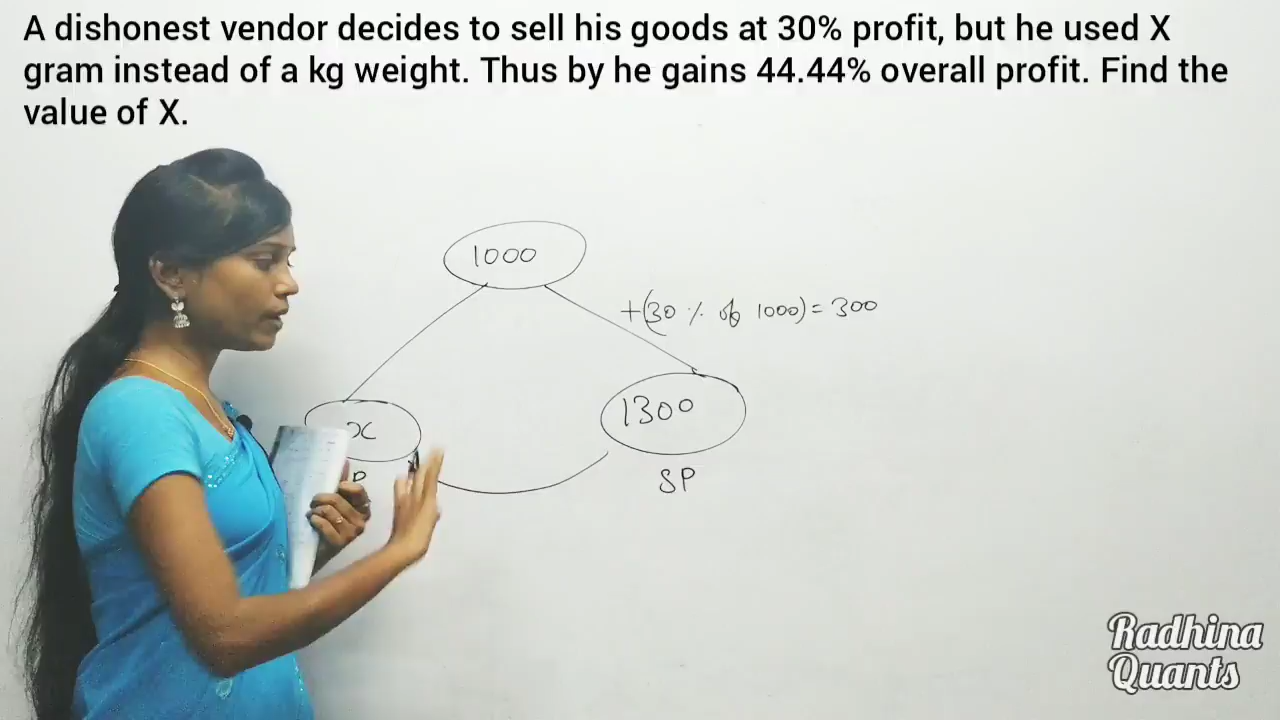 A dishonest vendor decides to sell his goods at 30% profit, but he used X
gram instead of a kg weight. Thus by he gains 44.44% overall profit. Find the
value of X.
1000
+(30 % of 1000) = 300
x
1300
P
SP
Radhina
Quants